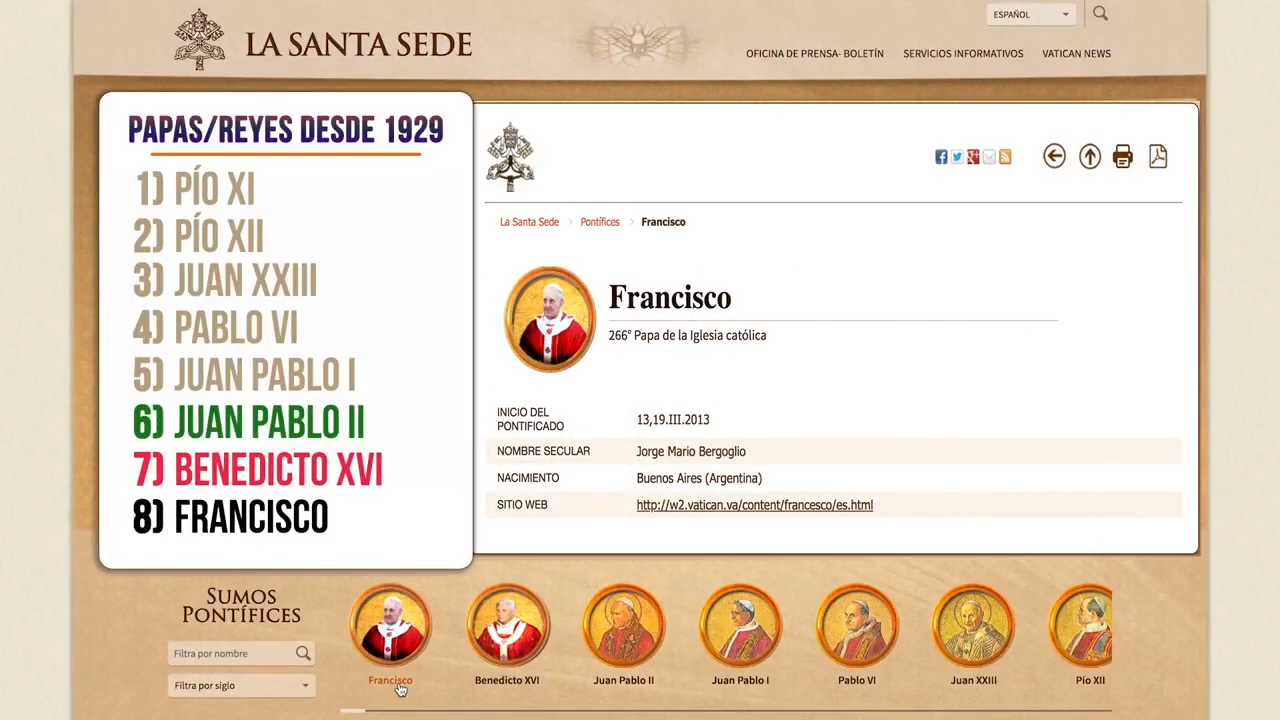 ESPAÑOL
LA SANTA SEDE
OFICINA DE PRENSA- BOLETÍN SERVICIOS INFORMATIVOS VATICAN NEWS
PAPAS/REYES DESDE 1929
1) PÍO XI
2) PÍO XII
3) JUAN XXIII
4) PABLO VI
5) JUAN PABLO I
6) JUAN PABLO II
7) BENEDICTO XVI
8) FRANCISCO
La Santa Sede > Pontífices > Francisco
Francisco
266° Papa de la Iglesia católica
INICIO DEL
PONTIFICADO 13,19.III.2013
NOMBRE SECULAR Jorge Mario Bergoglio
NACIMIENTO Buenos Aires (Argentina)
SITIO WEB http://w2.vatican.va/content/francesco/es.html
SUMOS
PONTÍFICES
Filtra por nombre
Filtra por siglo
Francisco Benedicto XVI Juan Pablo II Juan Pablo I Pablo VI Juan XXIII Pío XII